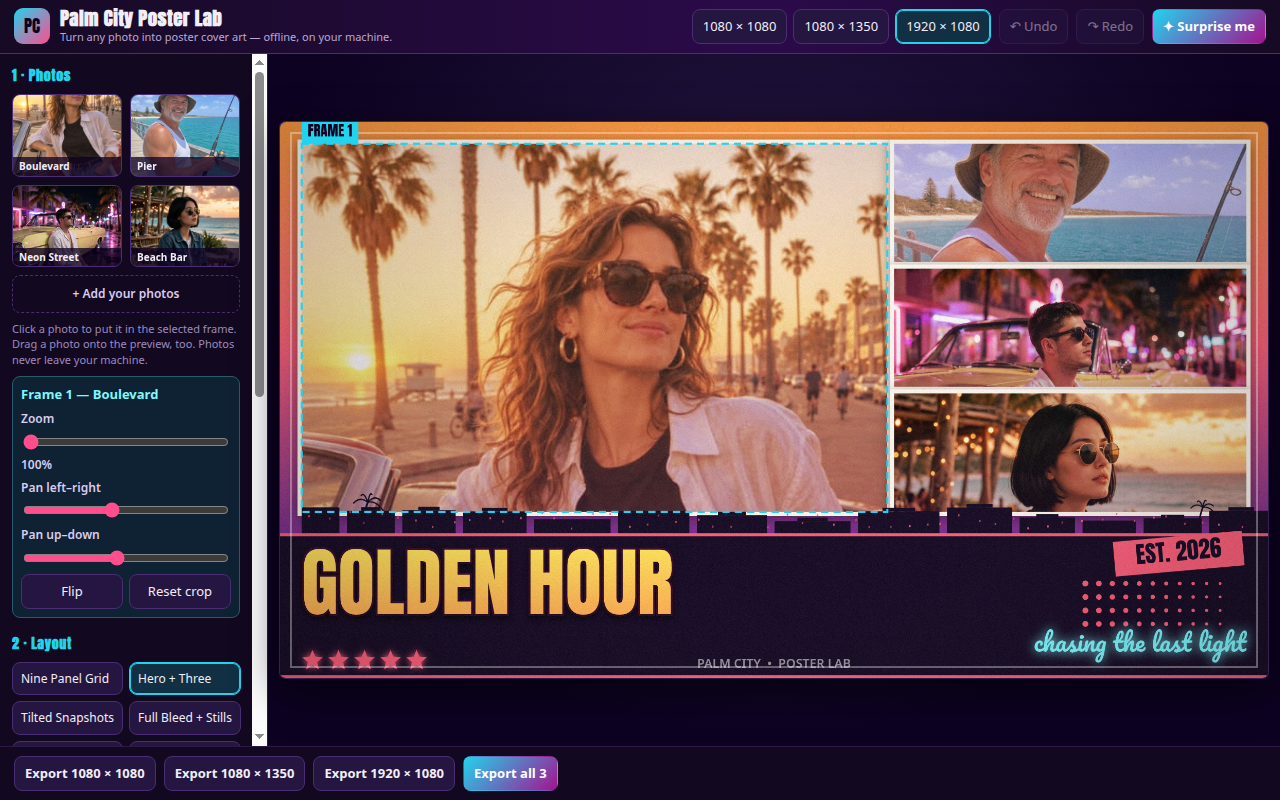 PC
Palm City Poster Lab
Turn any photo into poster cover art — offline, on your machine.
1080 × 1080
1080 × 1350
1920 × 1080
↶ Undo
↷ Redo
✦ Surprise me
1 · Photos
Boulevard
Pier
Neon Street
Beach Bar
+ Add your photos
Click a photo to put it in the selected frame.
Drag a photo onto the preview, too. Photos
never leave your machine.
Frame 1 — Boulevard
Zoom
100%
Pan left–right
Pan up–down
Flip
Reset crop
2 · Layout
Nine Panel Grid
Hero + Three
Tilted Snapshots
Full Bleed + Stills
FRAME 1
GOLDEN HOUR
EST. 2026
chasing the last light
PALM CITY • POSTER LAB
Export 1080 × 1080
Export 1080 × 1350
Export 1920 × 1080
Export all 3